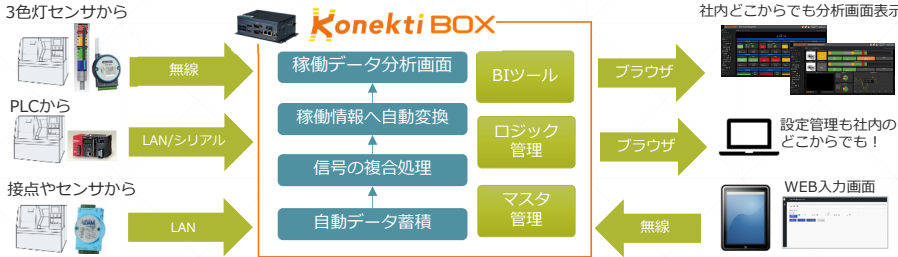 3色灯センサから
無線
PLCから
LAN/シリアル
接点やセンサから
LAN
Konekti BOX
稼働データ分析画面
稼働情報へ自動変換
信号の複合処理
自動データ蓄積
BIツール
ロジック
管理
マスタ
管理
ブラウザ
ブラウザ
無線
社内どこからでも分析画面表示
設定管理も社内の
どこからでも！
WEB入力画面